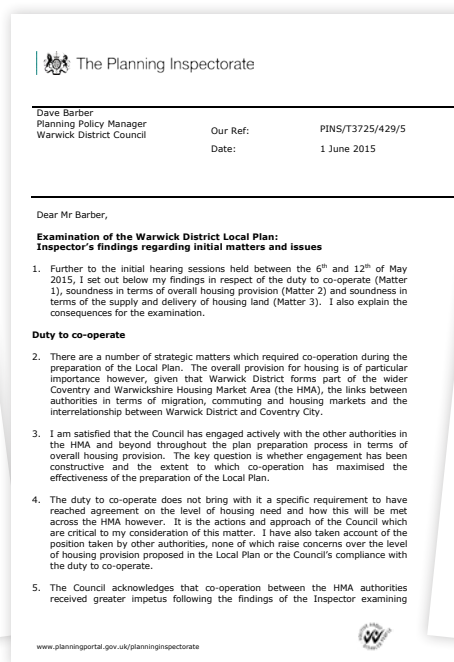 The Planning Inspectorate
Dave Barber
Planning Policy Manager
Warwick District Council
Our Ref: PINS/T3725/429/5
Date: 1 June 2015
Dear Mr Barber,
Examination of the Warwick District Local Plan:
Inspector's findings regarding initial matters and issues
1. Further to the initial hearing sessions held between the 6th and 12th of May
2015, I set out below my findings in respect of the duty to co-operate (Matter
1), soundness in terms of overall housing provision (Matter 2) and soundness in
terms of the supply and delivery of housing land (Matter 3). I also explain the
consequences for the examination.
Duty to co-operate
2. There are a number of strategic matters which required co-operation during the
preparation of the Local Plan. The overall provision for housing is of particular
importance however, given that Warwick District forms part of the wider
Coventry and Warwickshire Housing Market Area (the HMA), the links between
authorities in terms of migration, commuting and housing markets and the
interrelationship between Warwick District and Coventry City.
3. I am satisfied that the Council has engaged actively with the other authorities in
the HMA and beyond throughout the plan preparation process in terms of
overall housing provision. The key question is whether engagement has been
constructive and the extent to which co-operation has maximised the
effectiveness of the preparation of the Local Plan.
4. The duty to co-operate does not bring with it a specific requirement to have
reached agreement on the level of housing need and how this will be met
across the HMA however. It is the actions and approach of the Council which
are critical to my consideration of this matter. I have also taken account of the
position taken by other authorities, none of which raise concerns over the level
of housing provision proposed in the Local Plan or the Council's compliance with
the duty to co-operate.
5. The Council acknowledges that co-operation between the HMA authorities
received greater impetus following the findings of the Inspector examining
www.planningportal.gov.uk/planninginspectorate